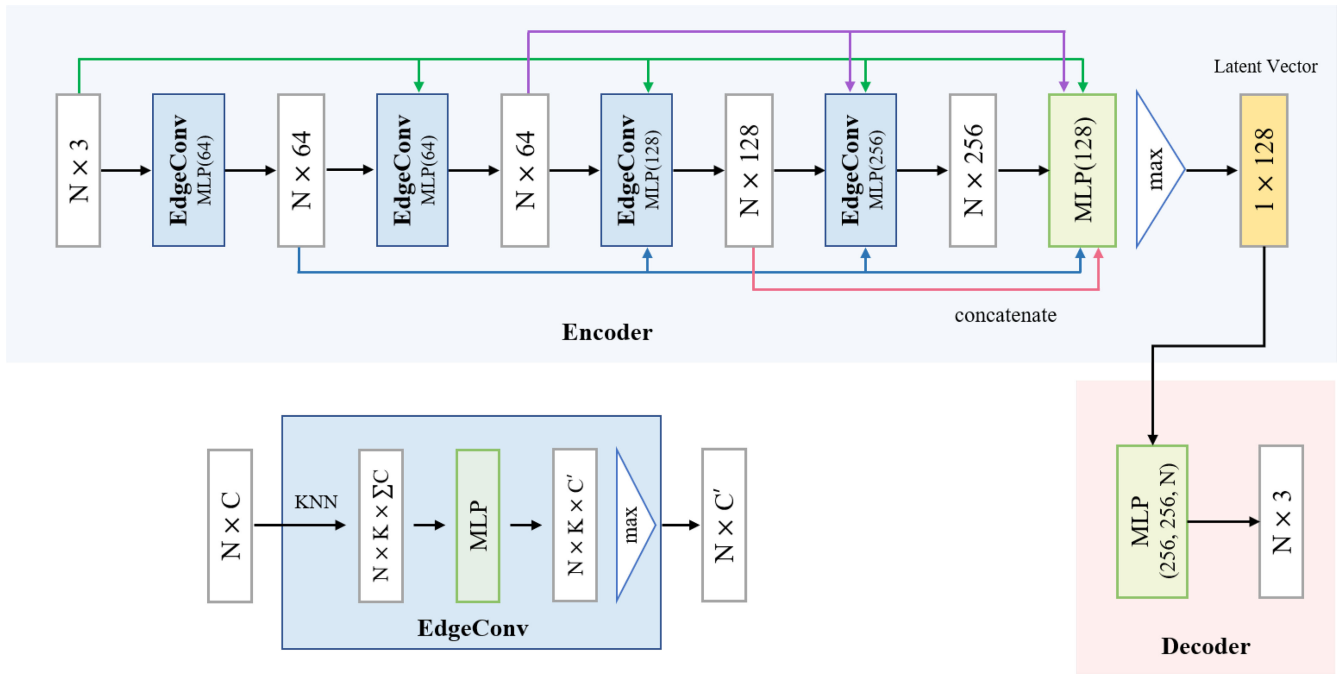 Latent Vector
N × 3
EdgeConv
MLP(64)
N × 64
EdgeConv
MLP(64)
N × 64
EdgeConv
MLP(128)
N × 128
EdgeConv
MLP(256)
N × 256
MLP(128)
max
1 × 128
concatenate
Encoder
N × C
KNN
N × K × ΣC
MLP
N × K × C′
max
N × C′
EdgeConv
MLP
(256, 256, N)
N × 3
Decoder